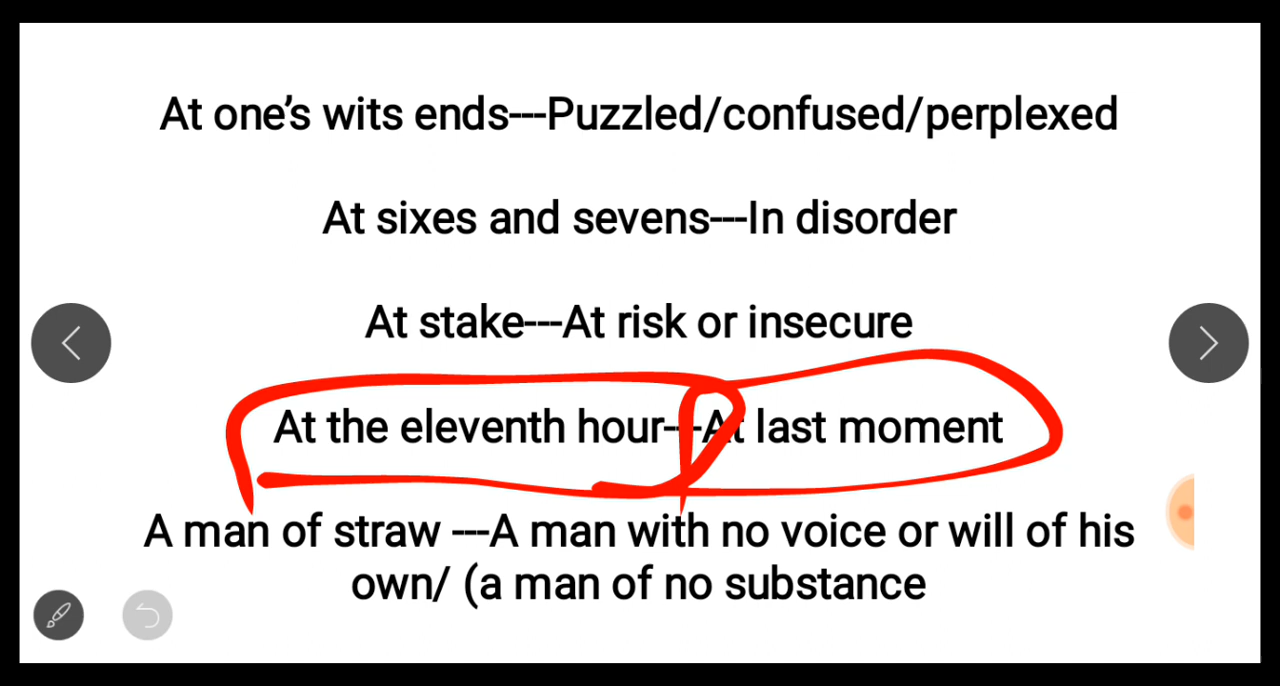 At one’s wits ends---Puzzled/confused/perplexed
At sixes and sevens---In disorder
At stake---At risk or insecure
At the eleventh hour---At last moment
A man of straw ---A man with no voice or will of his
own/ (a man of no substance